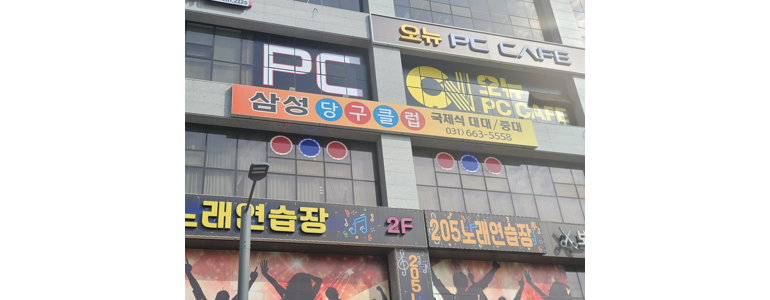 오뉴 PC CAFE
PC
오뉴
PC CAFE
삼성당구클럽
국제식 대대/중대
031) 663-5558
노래연습장
2F
205노래연습장
205